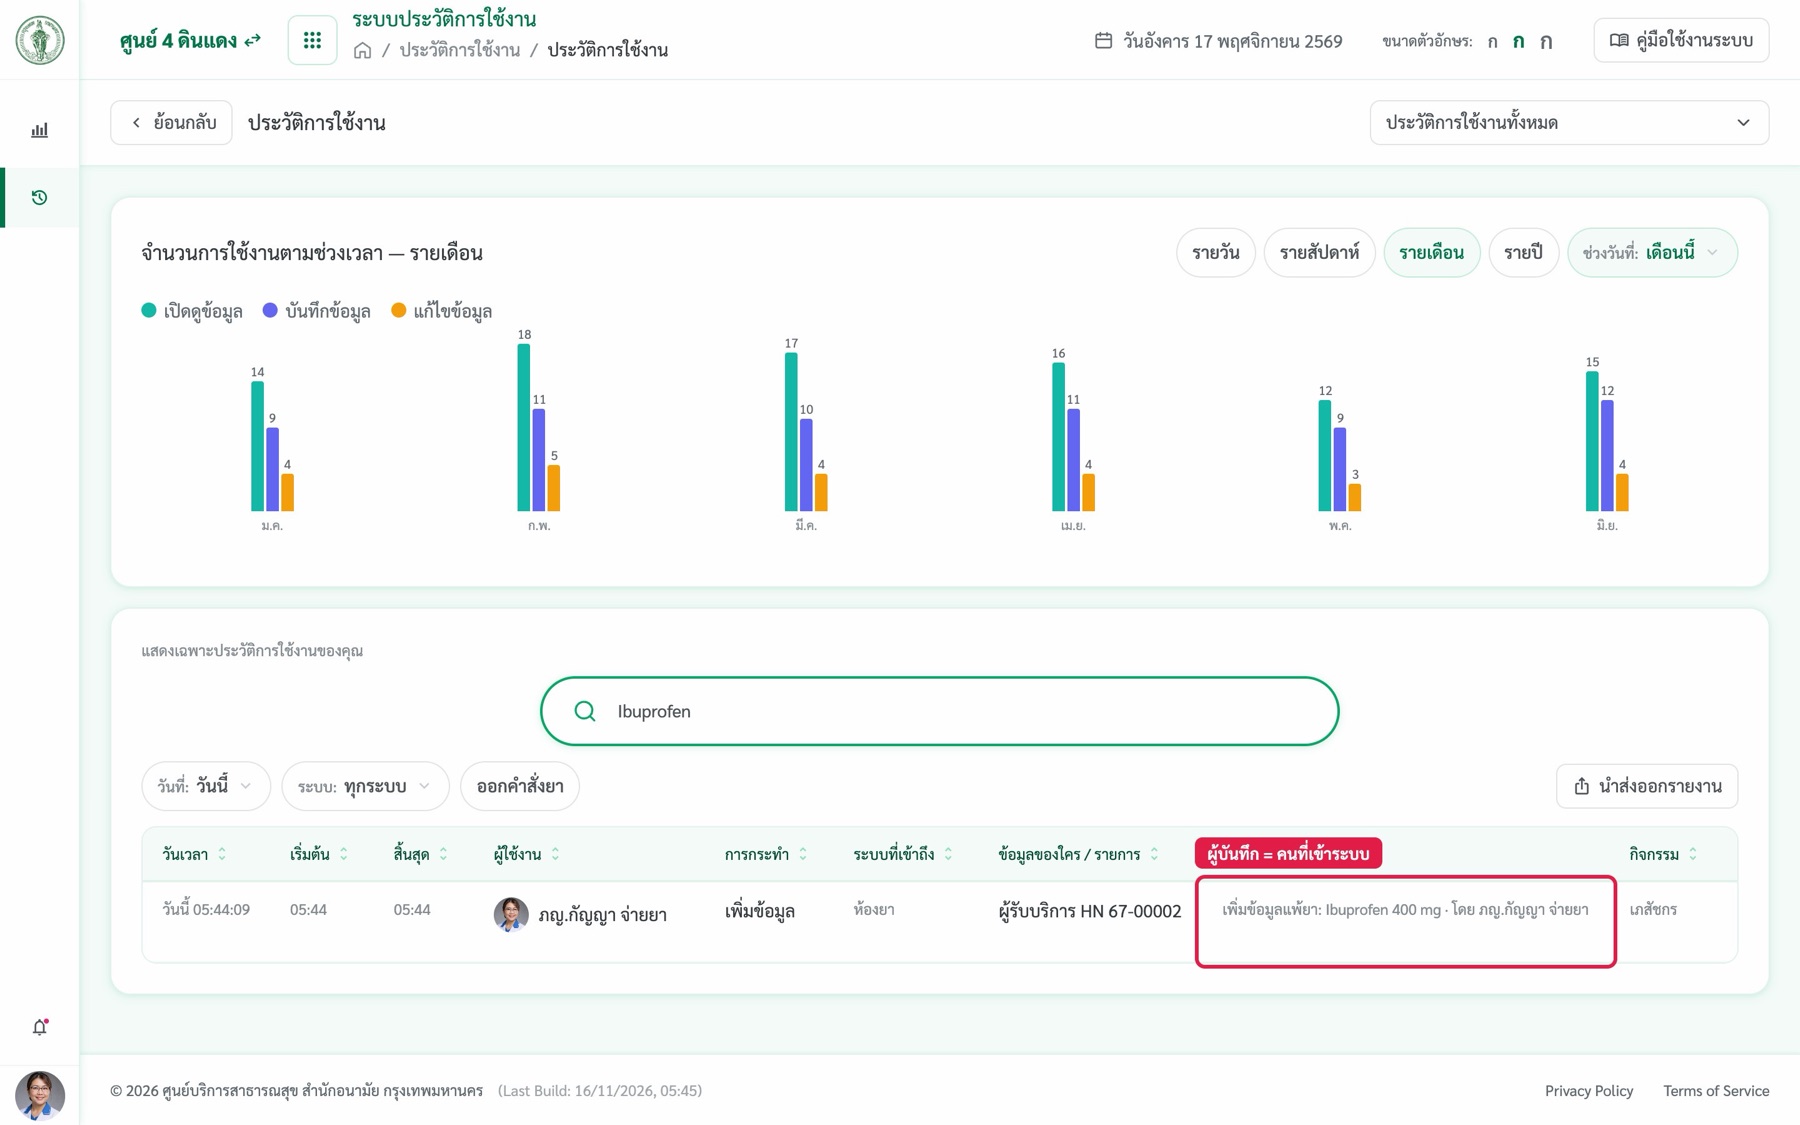 ศูนย์ 4 ดินแดง
ระบบประวัติการใช้งาน
/ ประวัติการใช้งาน / ประวัติการใช้งาน
วันอังคาร 17 พฤศจิกายน 2569
ขนาดตัวอักษร: ก ก ก
คู่มือใช้งานระบบ
ย้อนกลับ
ประวัติการใช้งาน
ประวัติการใช้งานทั้งหมด
จำนวนการใช้งานตามช่วงเวลา — รายเดือน
รายวัน รายสัปดาห์ รายเดือน รายปี ช่วงวันที่: เดือนนี้
เปิดดูข้อมูล บันทึกข้อมูล แก้ไขข้อมูล
14 9 4
18 11 5
17 10 4
16 11 4
12 9 3
15 12 4
ม.ค. ก.พ. มี.ค. เม.ย. พ.ค. มิ.ย.
แสดงเฉพาะประวัติการใช้งานของคุณ
Ibuprofen
วันที่: วันนี้ ระบบ: ทุกระบบ ออกคำสั่งยา นำส่งออกรายงาน
วันเวลา เริ่มต้น สิ้นสุด ผู้ใช้งาน การกระทำ ระบบที่เข้าถึง ข้อมูลของใคร / รายการ ผู้บันทึก = คนที่เข้าระบบ กิจกรรม
วันนี้ 05:44:09 05:44 05:44 ภญ.กัญญา จ่ายยา เพิ่มข้อมูล ห้องยา ผู้รับบริการ HN 67-00002 เพิ่มข้อมูลแพ้ยา: Ibuprofen 400 mg · โดย ภญ.กัญญา จ่ายยา เภสัชกร
© 2026 ศูนย์บริการสาธารณสุข สำนักอนามัย กรุงเทพมหานคร (Last Build: 16/11/2026, 05:45)
Privacy Policy Terms of Service